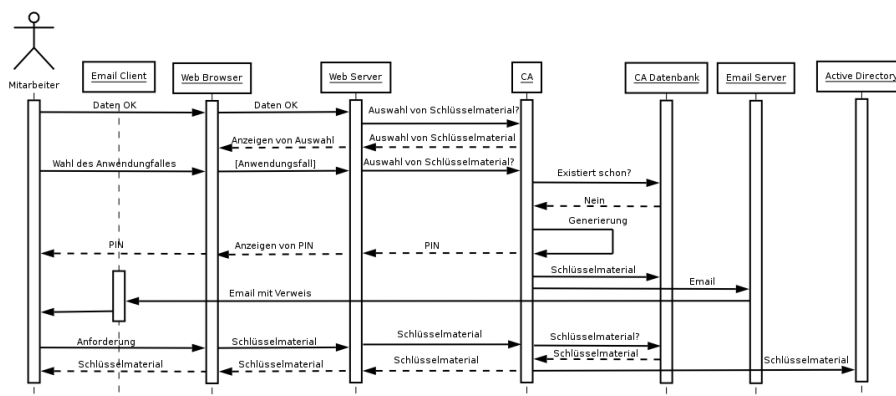 Mitarbeiter
Email Client
Web Browser
Web Server
CA
CA Datenbank
Email Server
Active Directory
Daten OK
Daten OK
Auswahl von Schlüsselmaterial?
Anzeigen von Auswahl
Auswahl von Schlüsselmaterial
Wahl des Anwendungfalles
[Anwendungsfall]
Auswahl von Schlüsselmaterial?
Existiert schon?
Nein
Generierung
PIN
Anzeigen von PIN
PIN
Schlüsselmaterial
Email
Email mit Verweis
Anforderung
Schlüsselmaterial
Schlüsselmaterial
Schlüsselmaterial?
Schlüsselmaterial
Schlüsselmaterial
Schlüsselmaterial
Schlüsselmaterial
Schlüsselmaterial